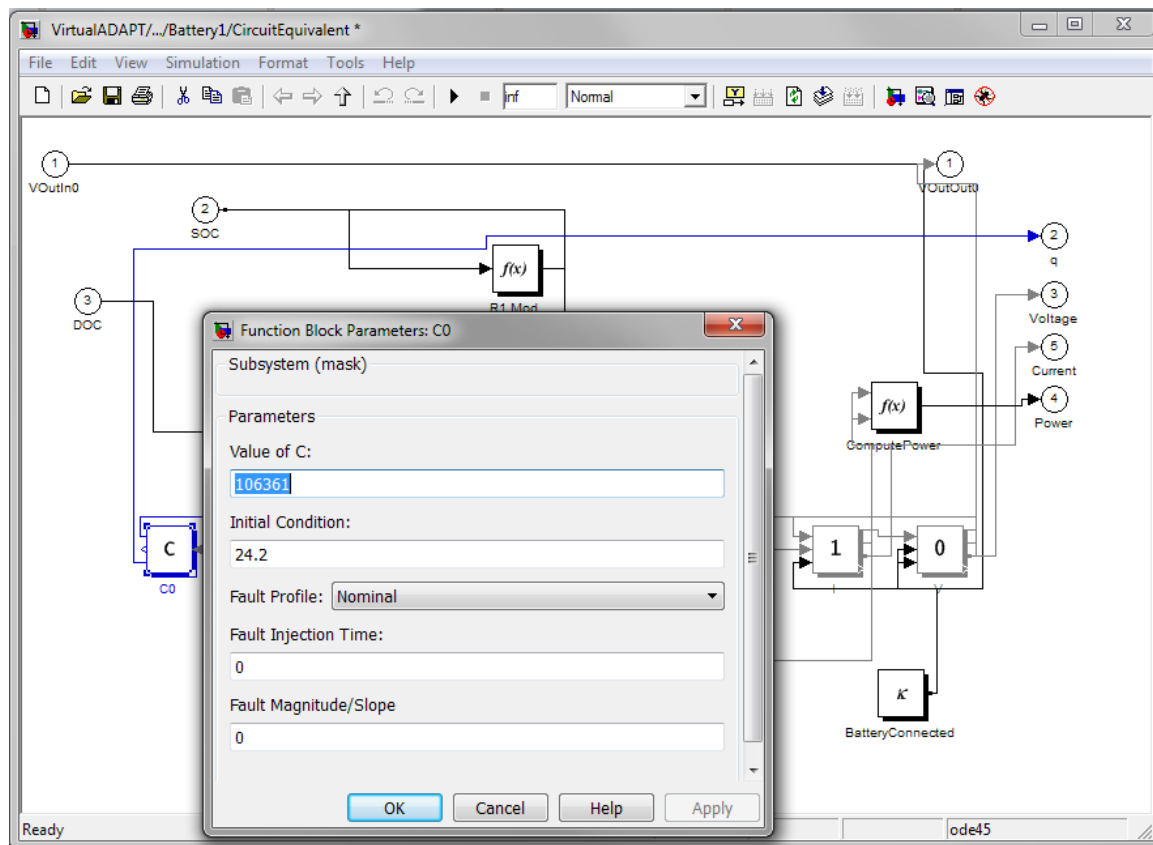 VirtualADAPT/.../Battery1/CircuitEquivalent *
File Edit View Simulation Format Tools Help
inf Normal
1
VOutIn0
1
VOutOut0
2
SOC
2
q
f(x)
R1 Mod
3
DOC
3
Voltage
5
Current
4
Power
f(x)
ComputePower
C
C0
1
0
κ
BatteryConnected
Function Block Parameters: C0
Subsystem (mask)
Parameters
Value of C:
106361
Initial Condition:
24.2
Fault Profile: Nominal
Fault Injection Time:
0
Fault Magnitude/Slope
0
OK Cancel Help Apply
Ready ode45